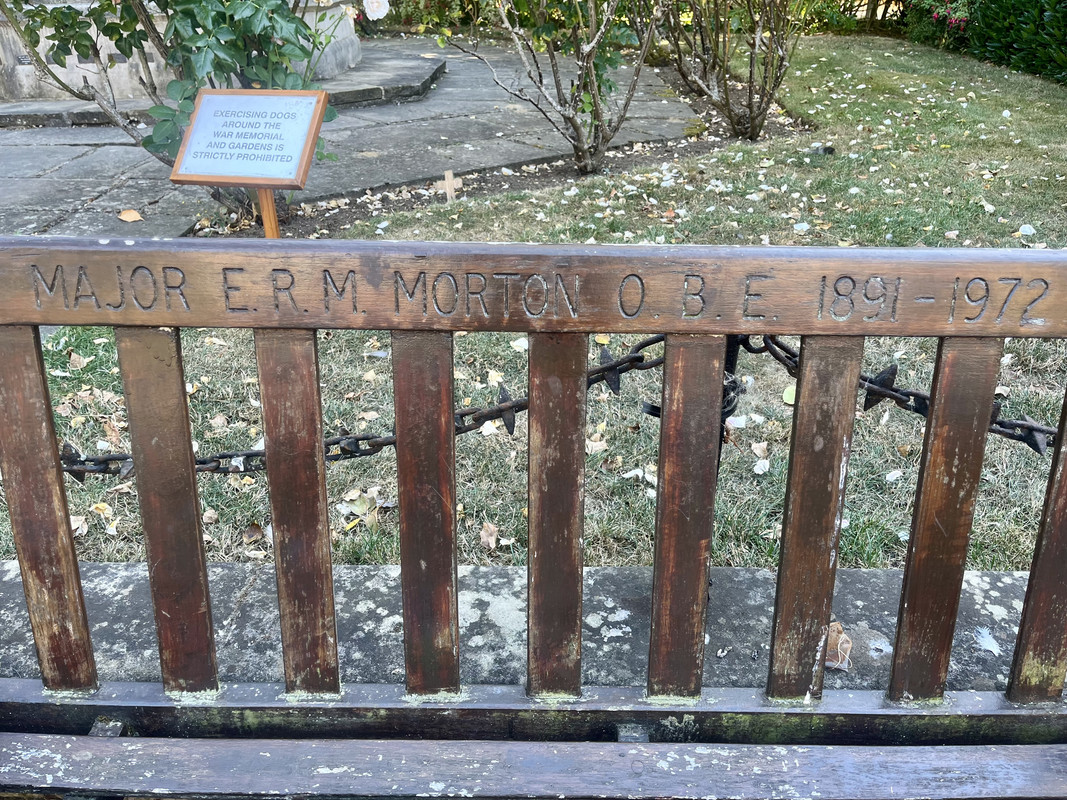 EXERCISING DOGS
AROUND THE
WAR MEMORIAL
AND GARDENS IS
STRICTLY PROHIBITED
MAJOR E.R.M. MORTON O.B.E. 1891-1972